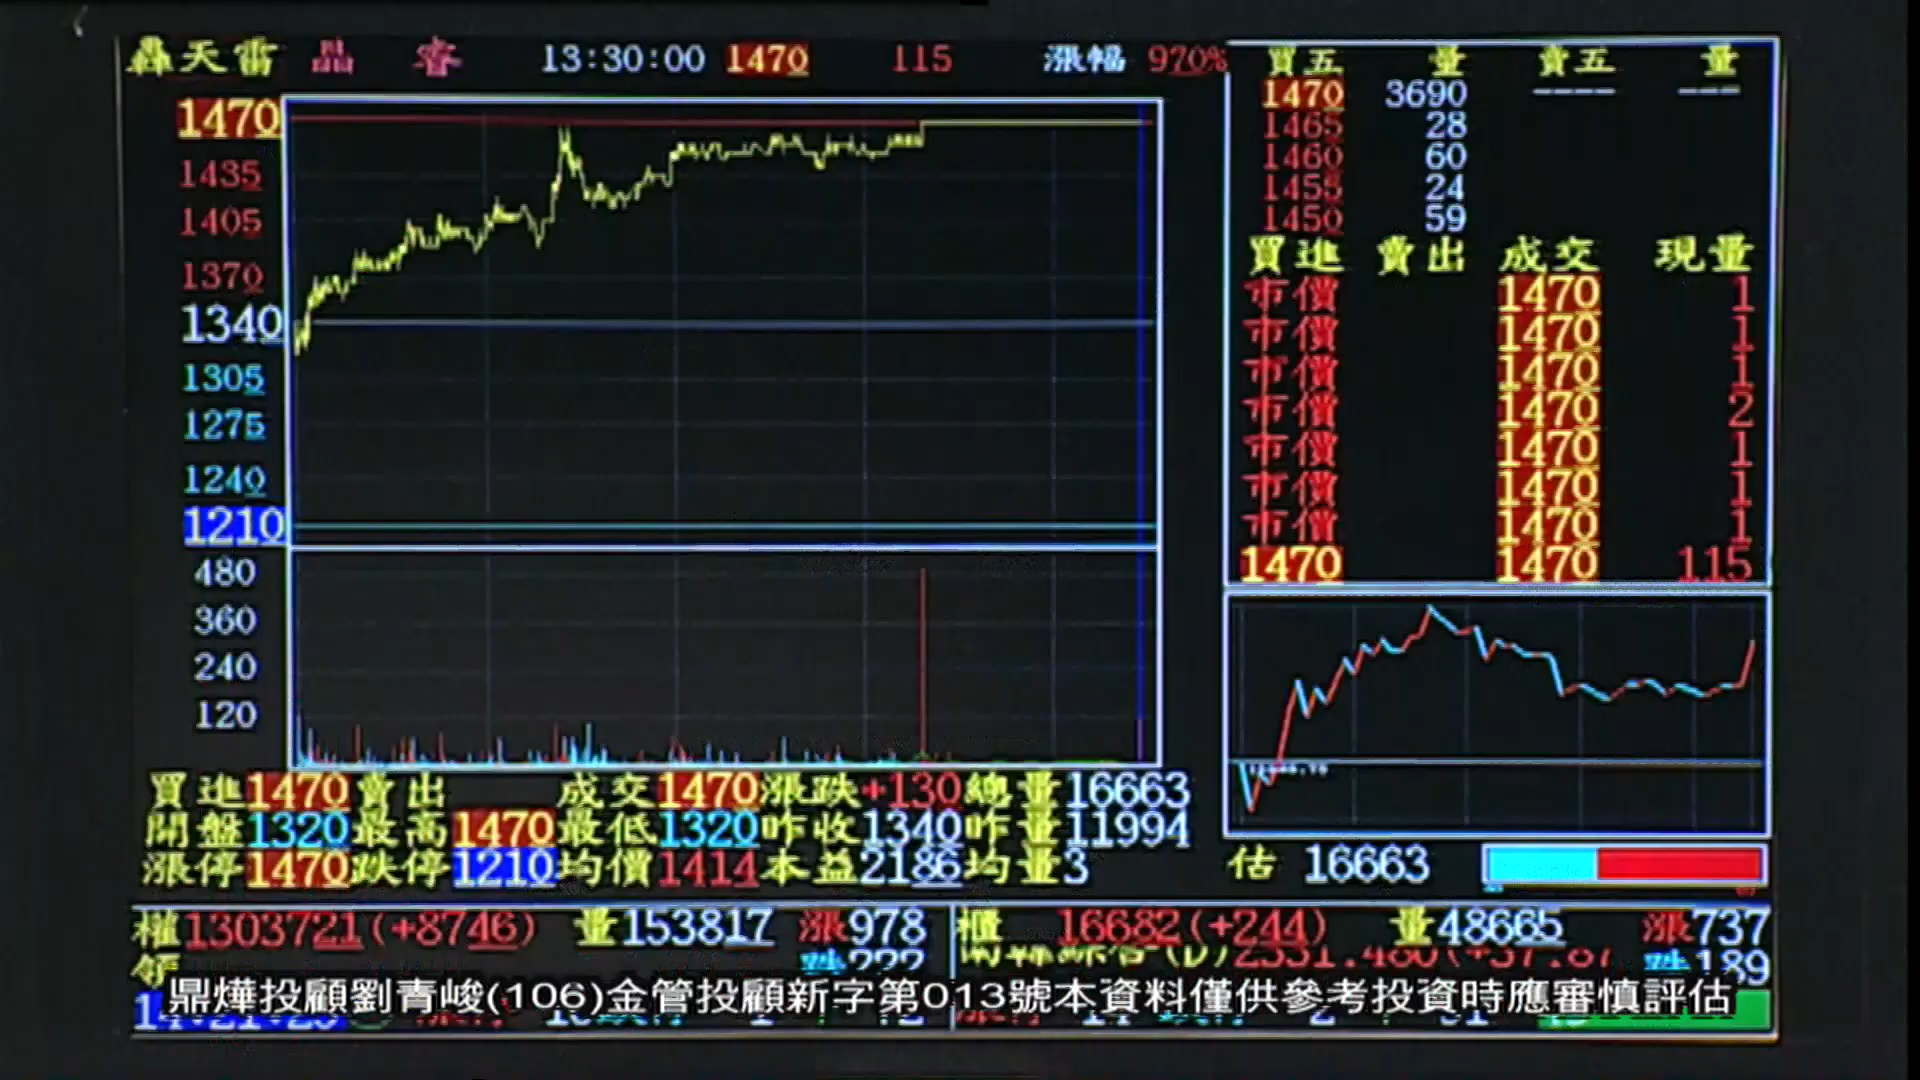 轟天雷 晶睿 13:30:00 1470 115 漲幅 970%
1470
1435
1405
1370
1340
1305
1275
1240
1210
480
360
240
120
買五 量 賣五 量
1470 3690 ---- ---
1465 28
1460 60
1455 24
1450 59
買進 賣出 成交 現量
市價 1470 1
市價 1470 1
市價 1470 1
市價 1470 2
市價 1470 1
市價 1470 1
市價 1470 1
1470 1470 115
買進1470賣出 成交1470漲跌+130總量16663
開盤1320最高1470最低1320昨收1340昨量11994
漲停1470跌停1210均價1414本益2186均量3
估 16663
權1303721(+8746) 量153817 漲978
櫃 16682(+244) 量48665 漲737
跌222
跌189
鼎燁投顧劉青峻(106)金管投顧新字第013號本資料僅供參考投資時應審慎評估